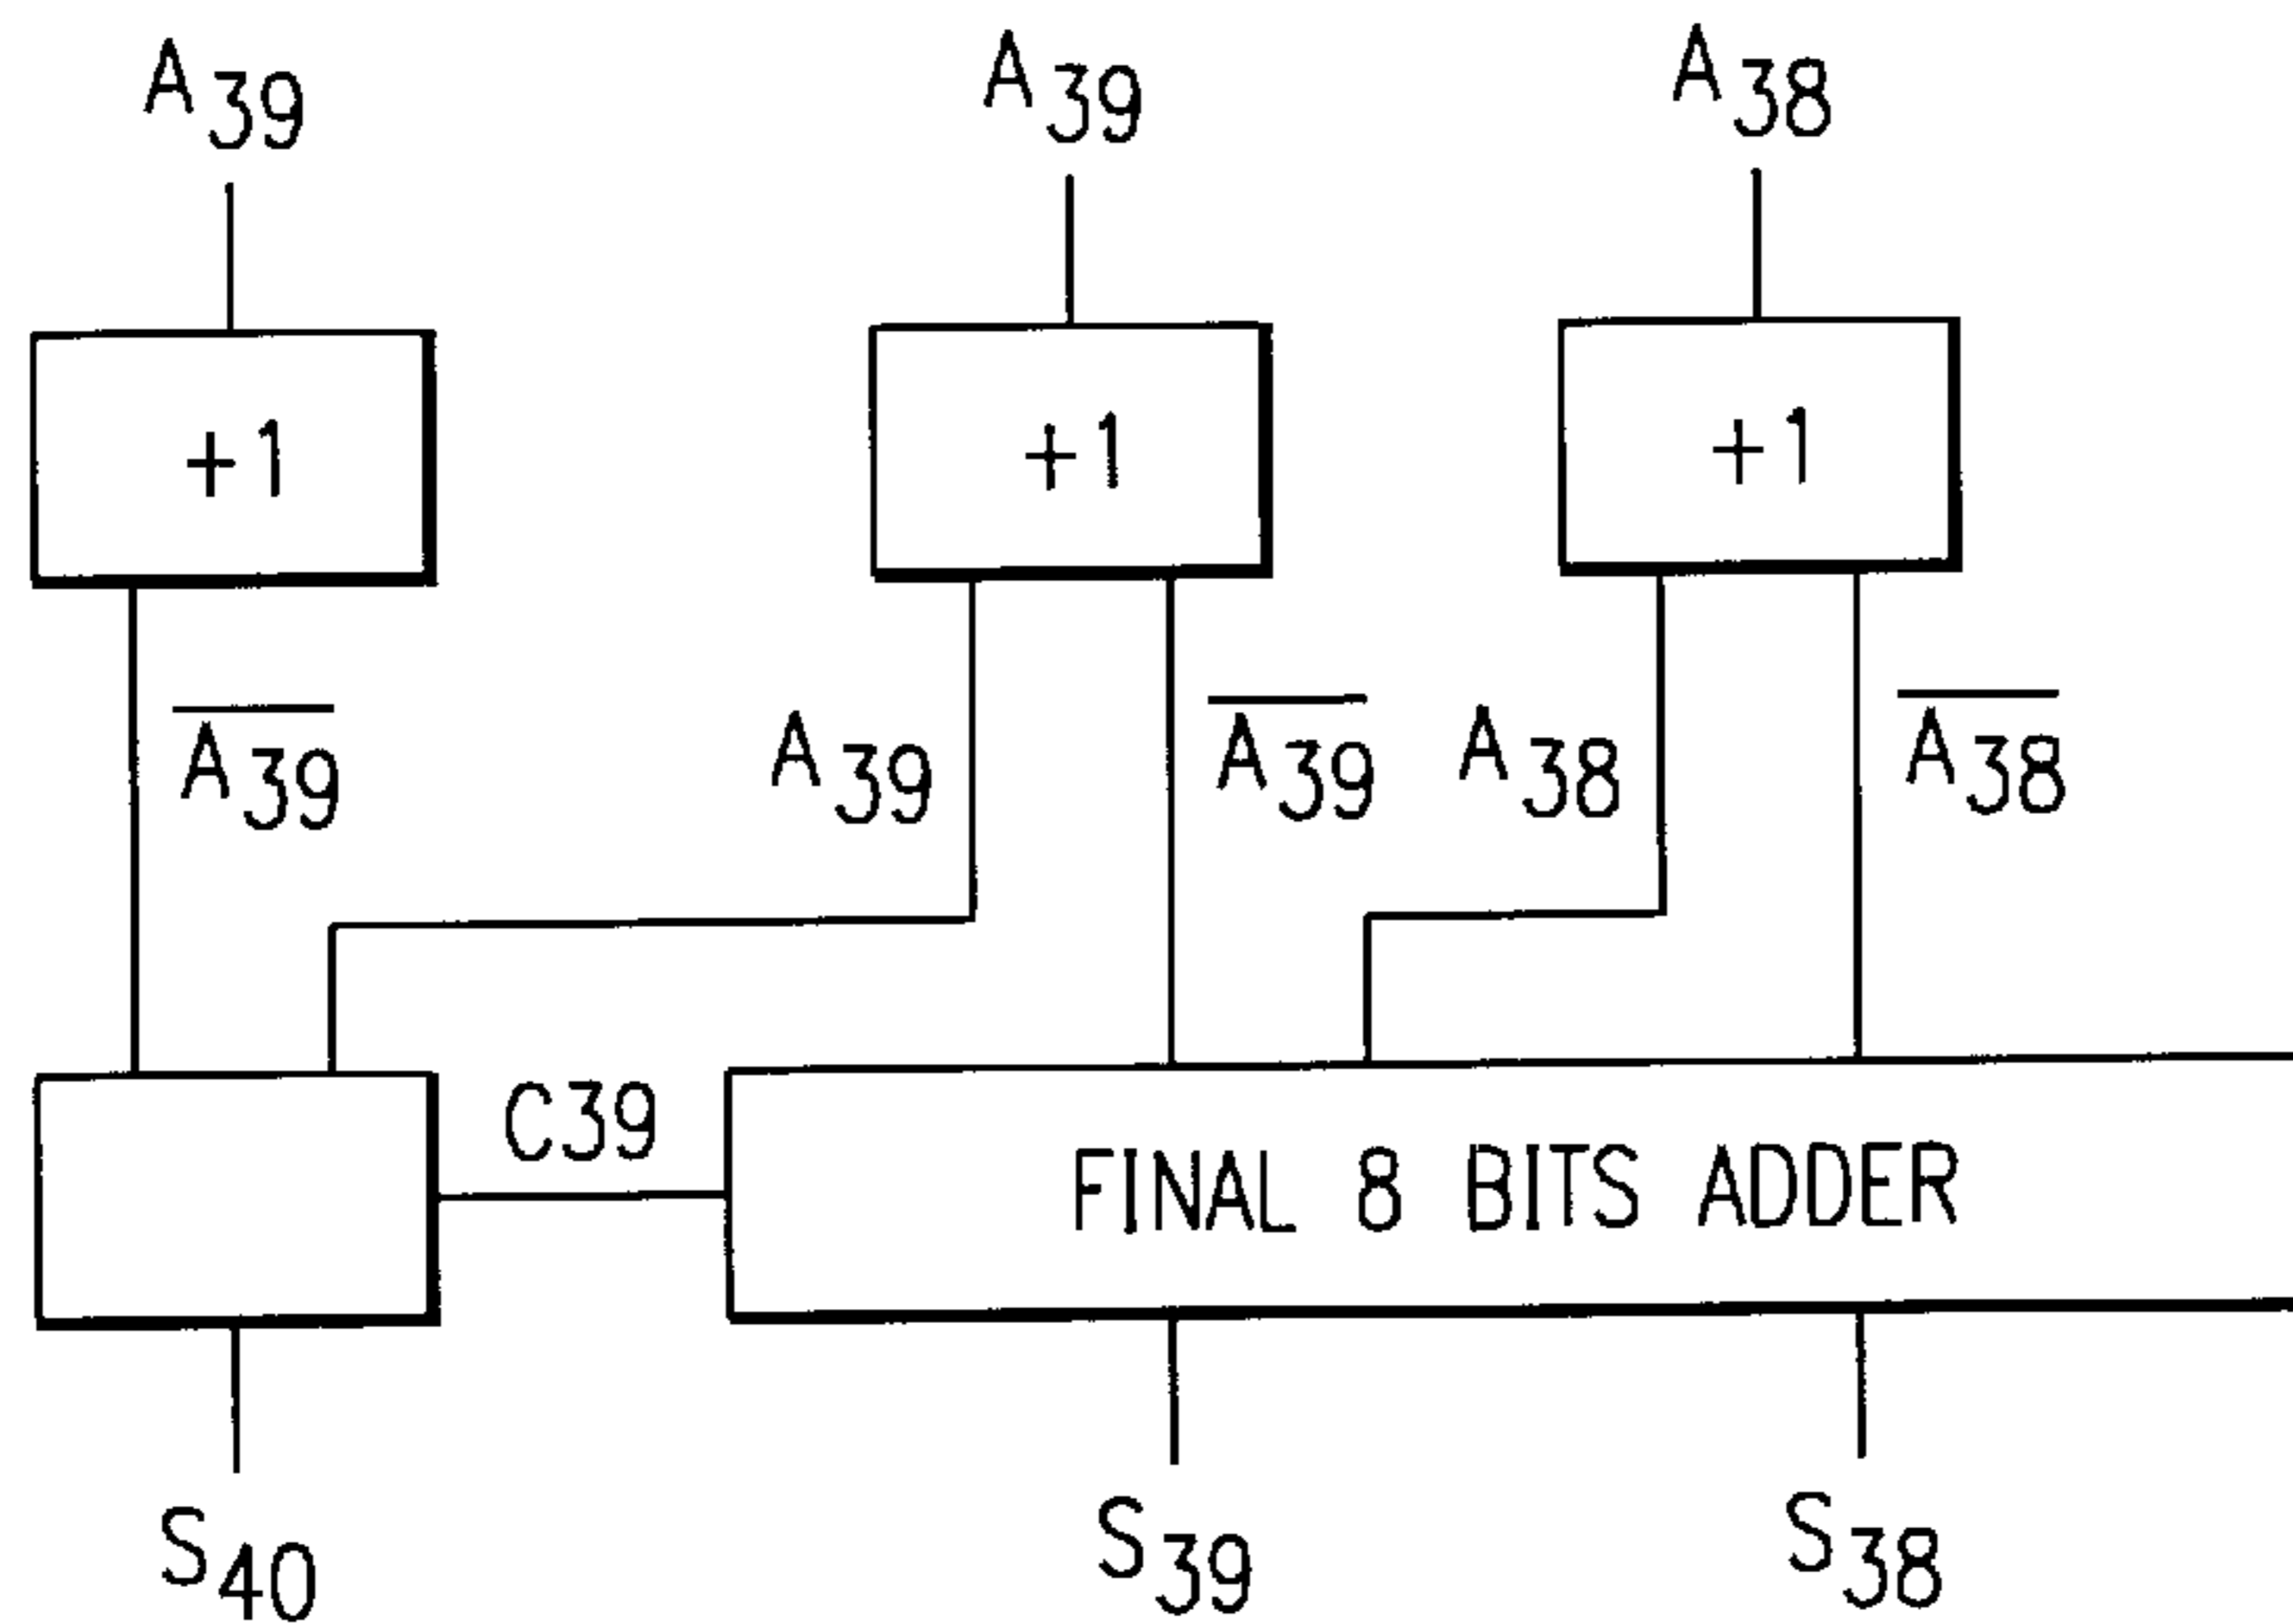 A39 A39 A38
+1 +1 +1
A̅39 A39 A̅39 A38 A̅38
C39 FINAL 8 BITS ADDER
S40 S39 S38